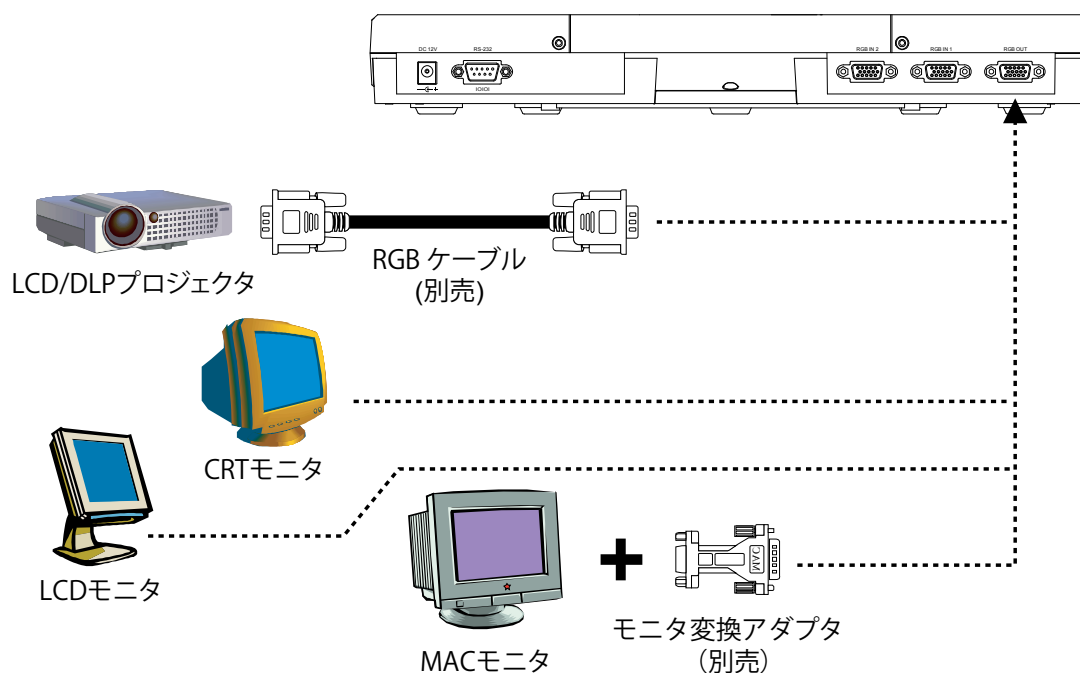 DC 12V
RS-232
RGB IN 2
RGB IN 1
RGB OUT
IOIOI
LCD/DLPプロジェクタ
RGB ケーブル
(別売)
CRTモニタ
LCDモニタ
MAC
MACモニタ
モニタ変換アダプタ
（別売）